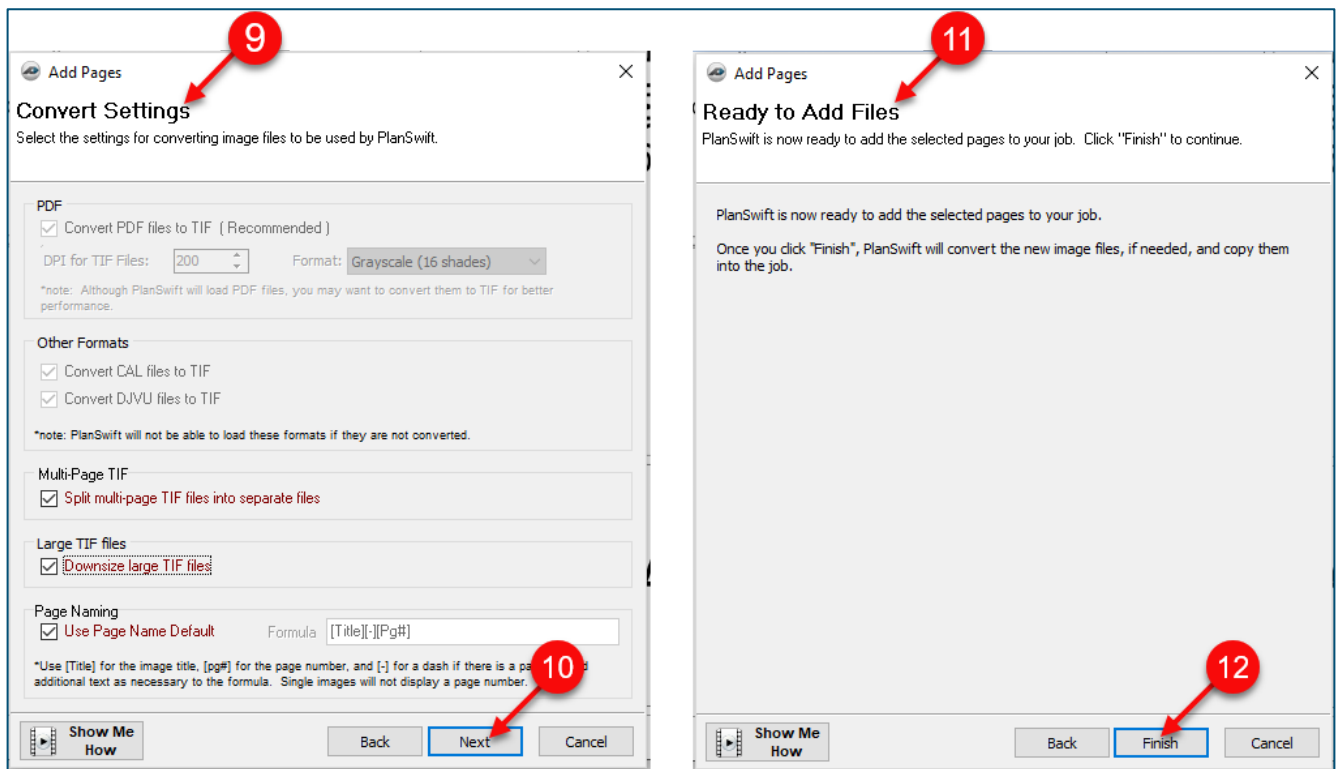 9
Add Pages
Convert Settings
Select the settings for converting image files to be used by PlanSwift.
PDF
Convert PDF files to TIF ( Recommended )
DPI for TIF Files: 200 Format: Grayscale (16 shades)
*note: Although PlanSwift will load PDF files, you may want to convert them to TIF for better
performance.
Other Formats
Convert CAL files to TIF
Convert DJVU files to TIF
*note: PlanSwift will not be able to load these formats if they are not converted.
Multi-Page TIF
Split multi-page TIF files into separate files
Large TIF files
Downsize large TIF files
Page Naming
Use Page Name Default Formula [Title][-][Pg#]
*Use [Title] for the image title, [pg#] for the page number, and [-] for a dash if there is a
additional text as necessary to the formula. Single images will not display a page number.
10
Show Me
How
Back Next Cancel
11
Add Pages
Ready to Add Files
PlanSwift is now ready to add the selected pages to your job. Click "Finish" to continue.
PlanSwift is now ready to add the selected pages to your job.
Once you click "Finish", PlanSwift will convert the new image files, if needed, and copy them
into the job.
12
Show Me
How
Back Finish Cancel